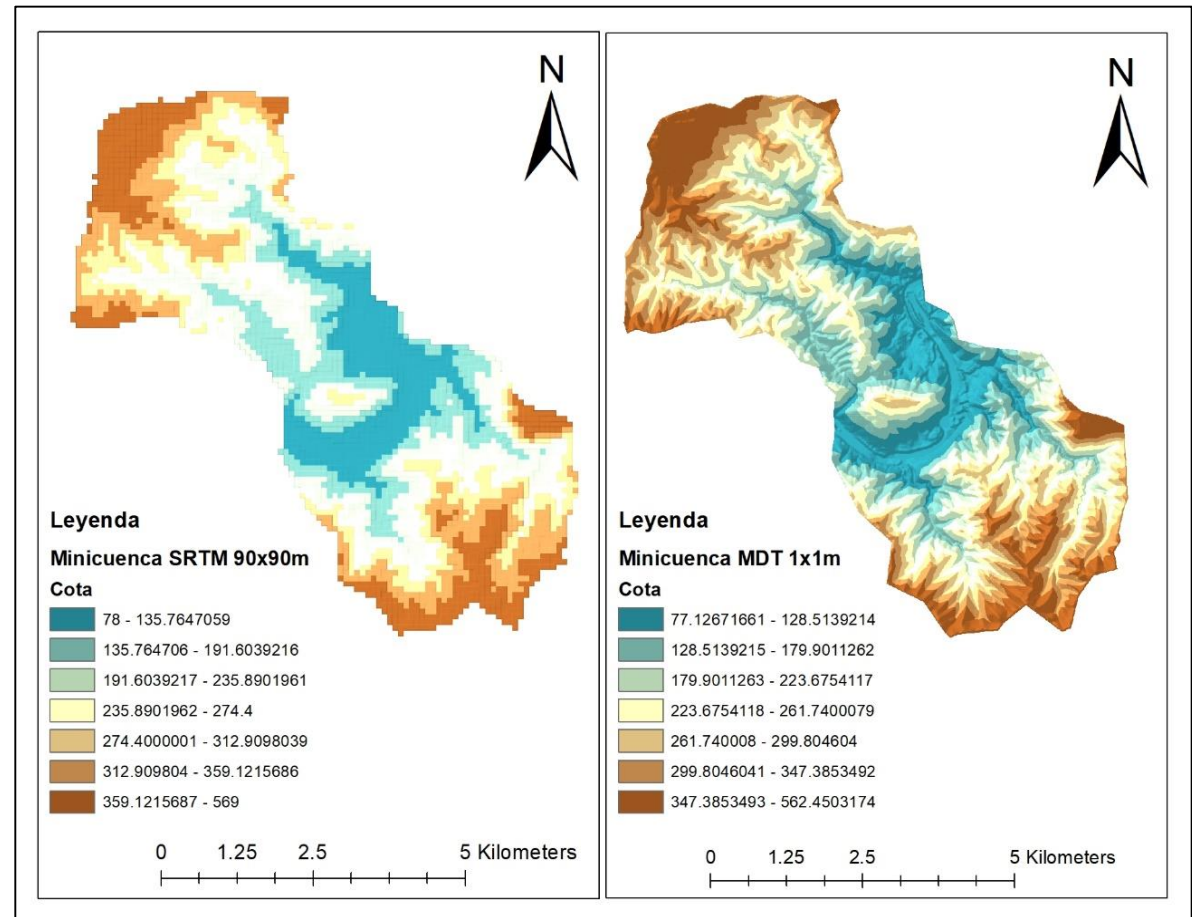 N
Leyenda
Minicuenca SRTM 90x90m
Cota
78 - 135.7647059
135.764706 - 191.6039216
191.6039217 - 235.8901961
235.8901962 - 274.4
274.4000001 - 312.9098039
312.909804 - 359.1215686
359.1215687 - 569
0 1.25 2.5 5 Kilometers
N
Leyenda
Minicuenca MDT 1x1m
Cota
77.12671661 - 128.5139214
128.5139215 - 179.9011262
179.9011263 - 223.6754117
223.6754118 - 261.7400079
261.740008 - 299.804604
299.8046041 - 347.3853492
347.3853493 - 562.4503174
0 1.25 2.5 5 Kilometers